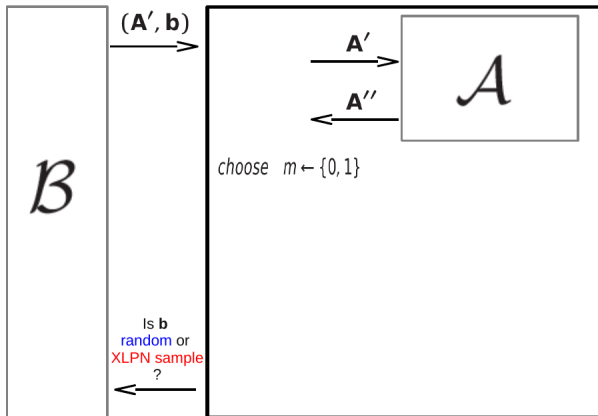 (A′, b)
A′
𝒜
A″
choose m ← {0, 1}
ℬ
Is b
random or
XLPN sample
?